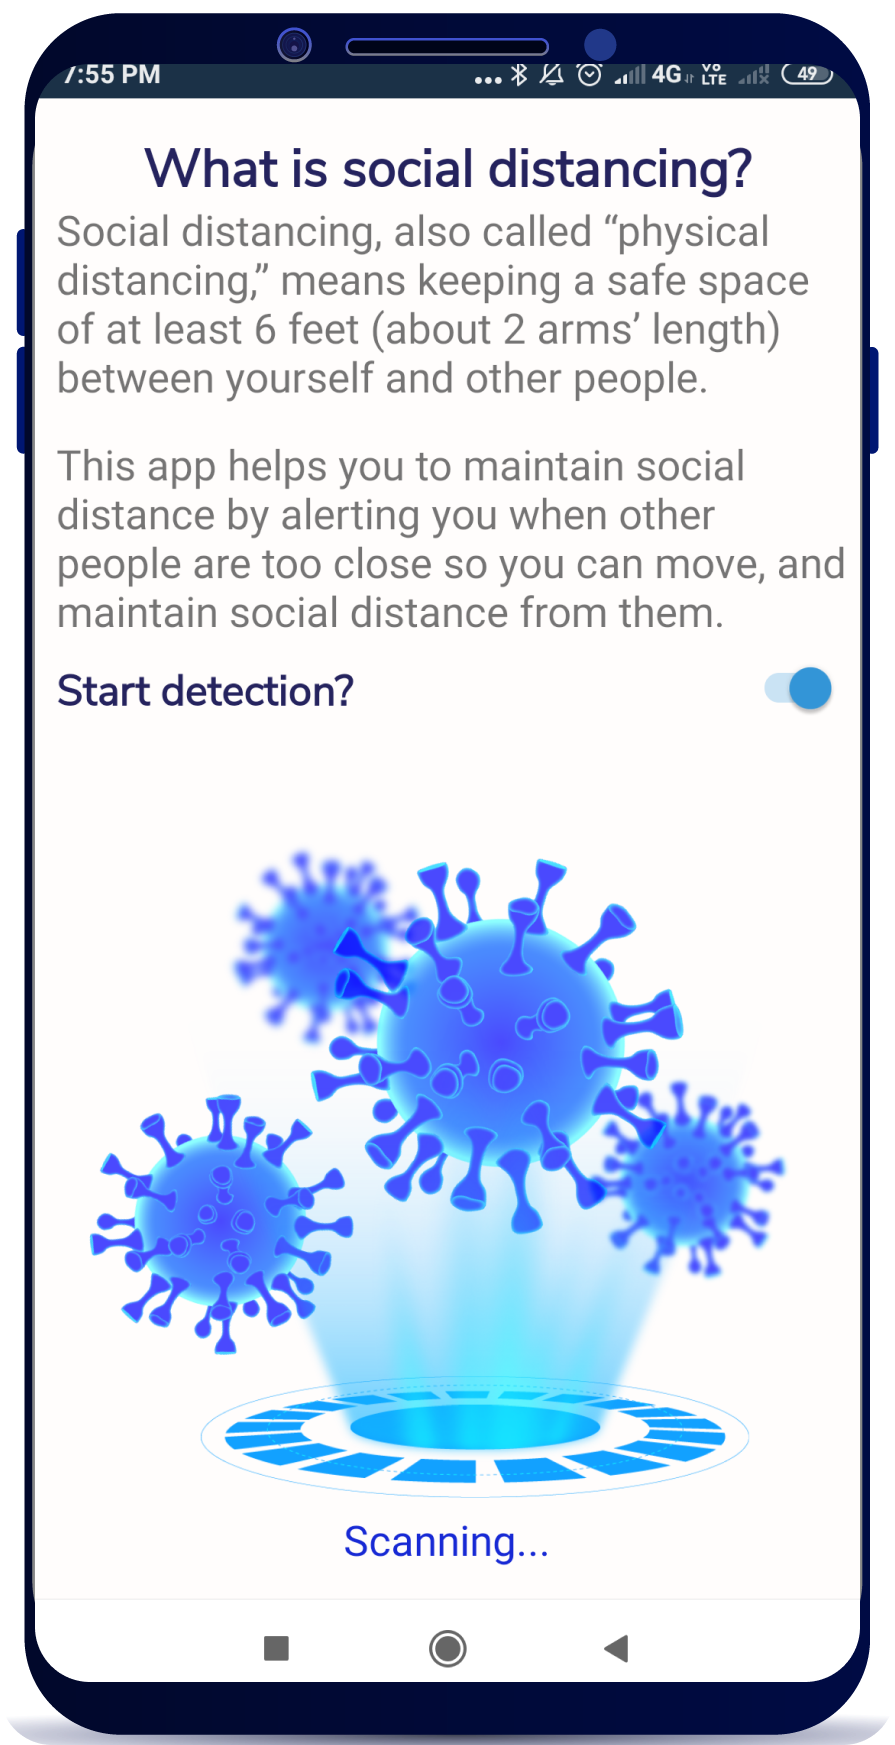 7:55 PM ... 4G Vo LTE 49
What is social distancing?
Social distancing, also called “physical
distancing,” means keeping a safe space
of at least 6 feet (about 2 arms’ length)
between yourself and other people.
This app helps you to maintain social
distance by alerting you when other
people are too close so you can move, and
maintain social distance from them.
Start detection?
Scanning...